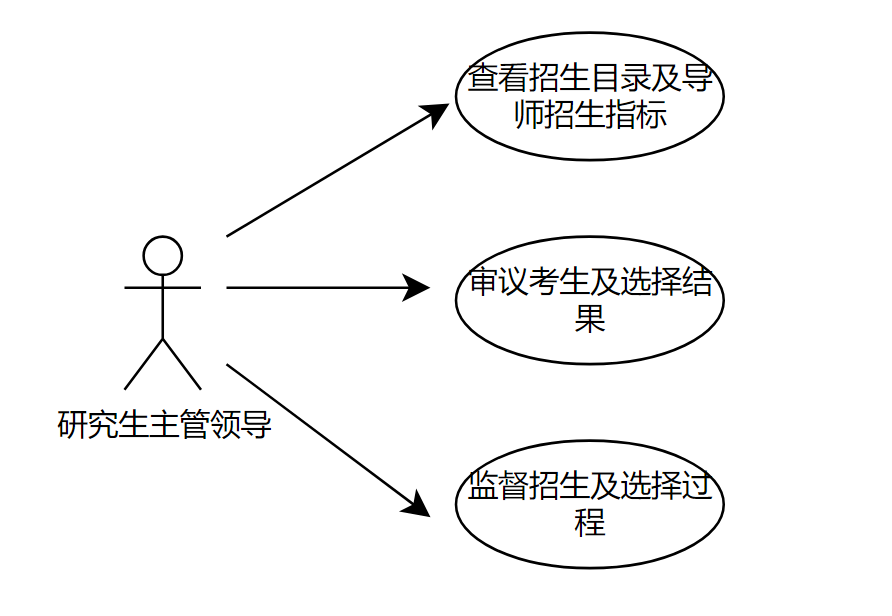 查看招生目录及导
师招生指标
审议考生及选择结
果
研究生主管领导
监督招生及选择过
程